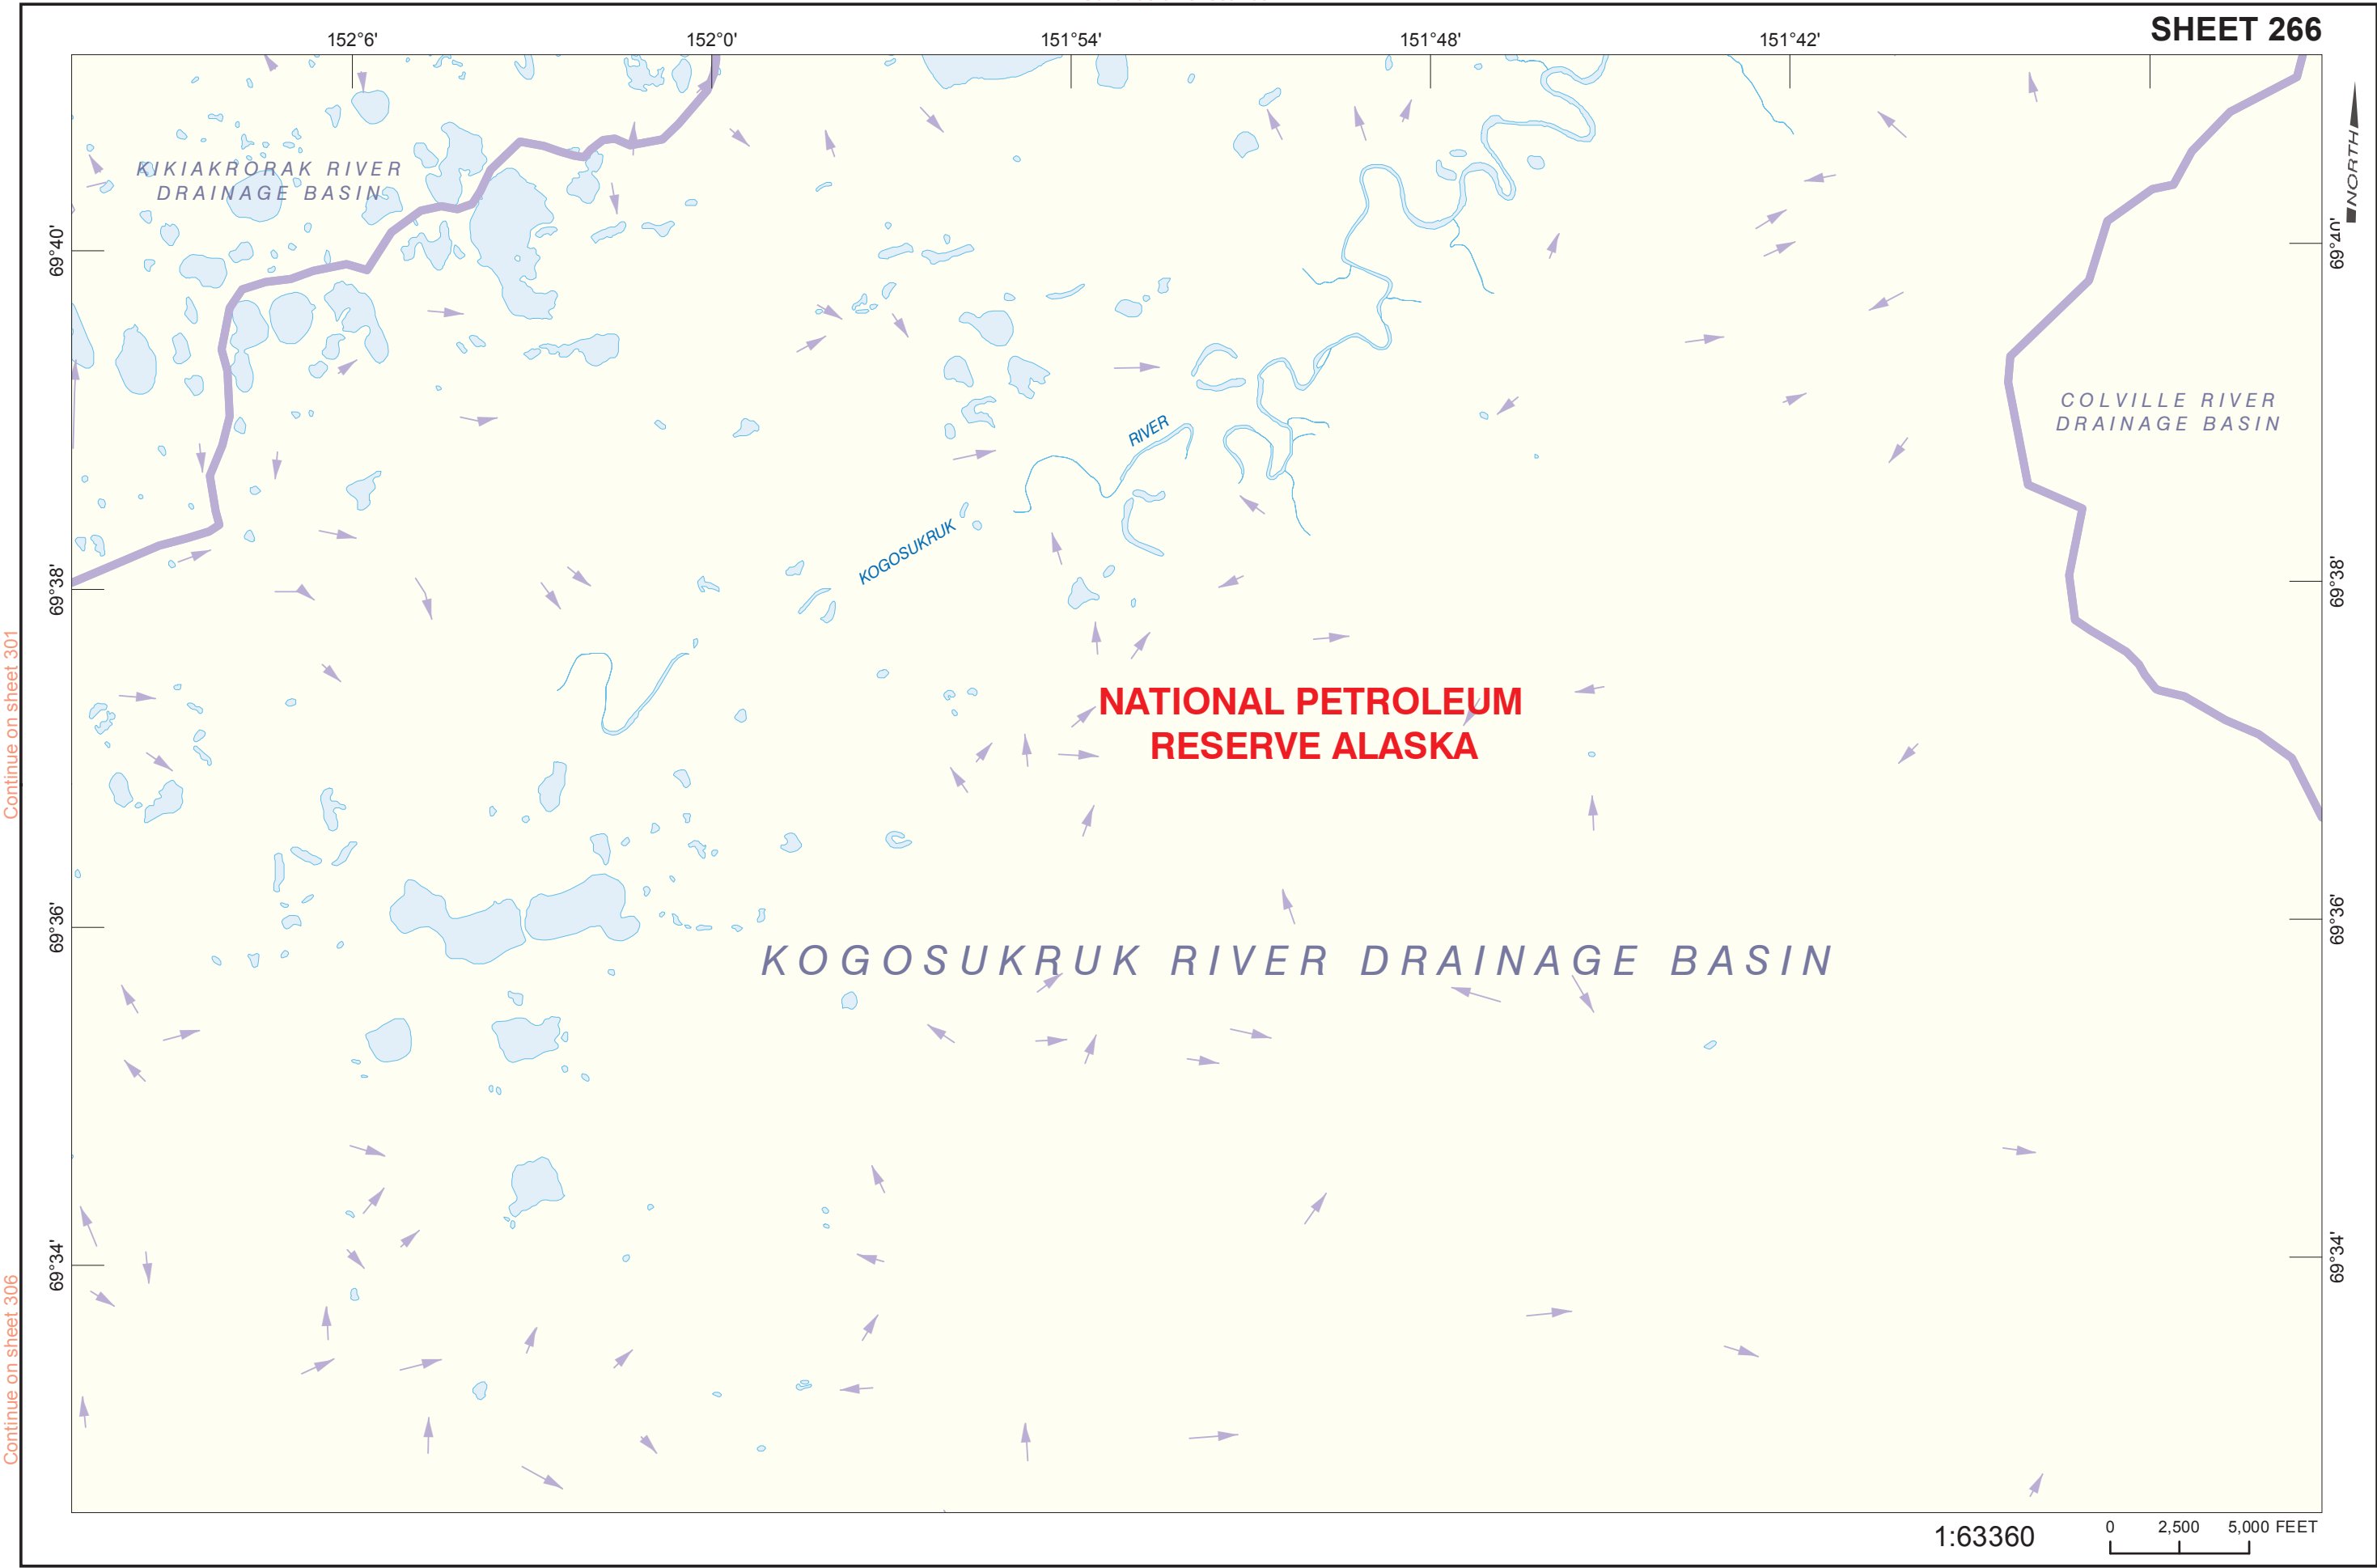 SHEET 266
152°6'
152°0'
151°54'
151°48'
151°42'
NORTH
KIKIAKRORAK RIVER
DRAINAGE BASIN
69°40'
69°40'
COLVILLE RIVER
DRAINAGE BASIN
RIVER
KOGOSUKRUK
69°38'
69°38'
Continue on sheet 301
NATIONAL PETROLEUM
RESERVE ALASKA
69°36'
69°36'
KOGOSUKRUK RIVER DRAINAGE BASIN
69°34'
69°34'
Continue on sheet 306
1:63360
0 2,500 5,000 FEET